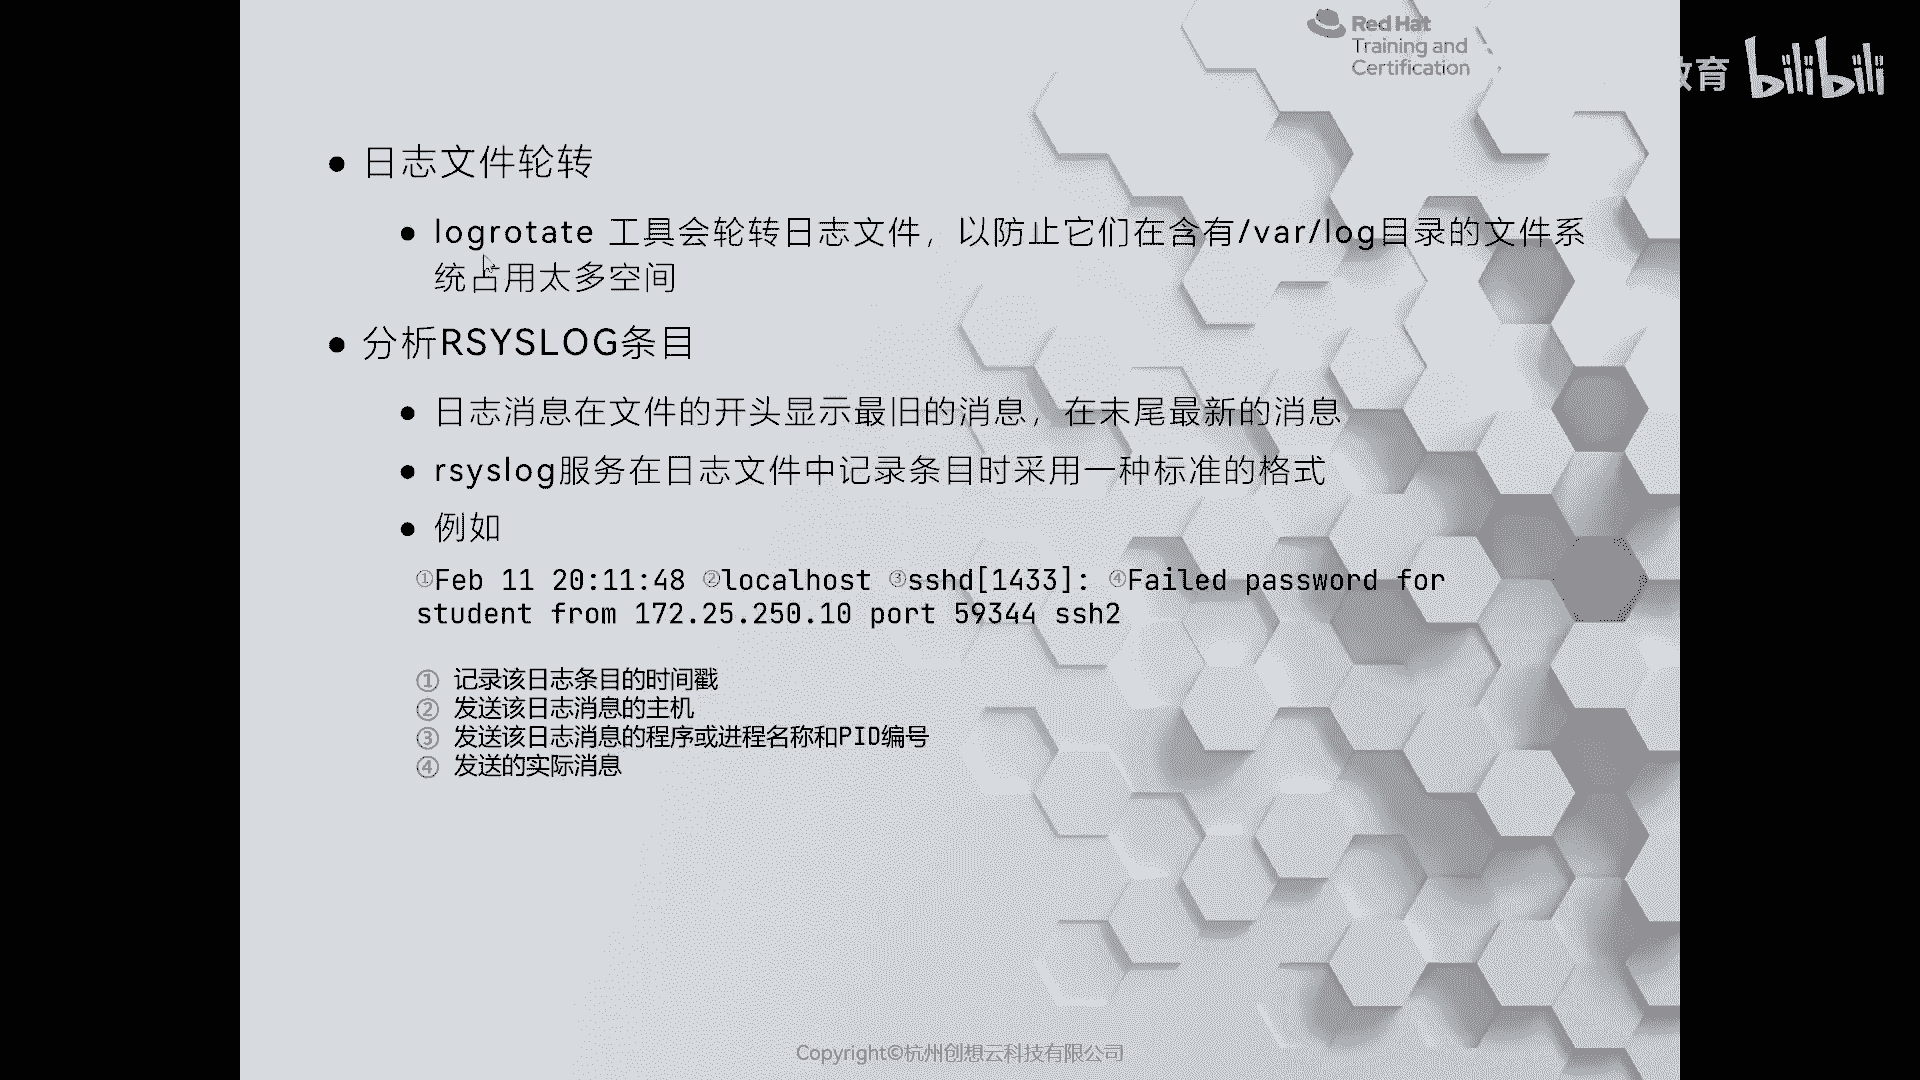 Red Hat
Training and
Certification
教育 bilibili
● 日志文件轮转
● logrotate 工具会轮转日志文件，以防止它们在含有/var/log目录的文件系
统占用太多空间
● 分析RSYSLOG条目
● 日志消息在文件的开头显示最旧的消息，在末尾最新的消息
● rsyslog服务在日志文件中记录条目时采用一种标准的格式
● 例如
①Feb 11 20:11:48 ②localhost ③sshd[1433]: ④Failed password for
student from 172.25.250.10 port 59344 ssh2
① 记录该日志条目的时间戳
② 发送该日志消息的主机
③ 发送该日志消息的程序或进程名称和PID编号
④ 发送的实际消息
Copyright©杭州创想云科技有限公司